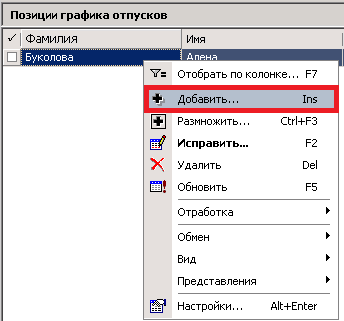 Позиции графика отпусков
✓ Фамилия Имя
Буколова Алена
Отобрать по колонке... F7
Добавить... Ins
Размножить... Ctrl+F3
Исправить... F2
Удалить Del
Обновить F5
Отработка
Обмен
Вид
Представления
Настройки... Alt+Enter